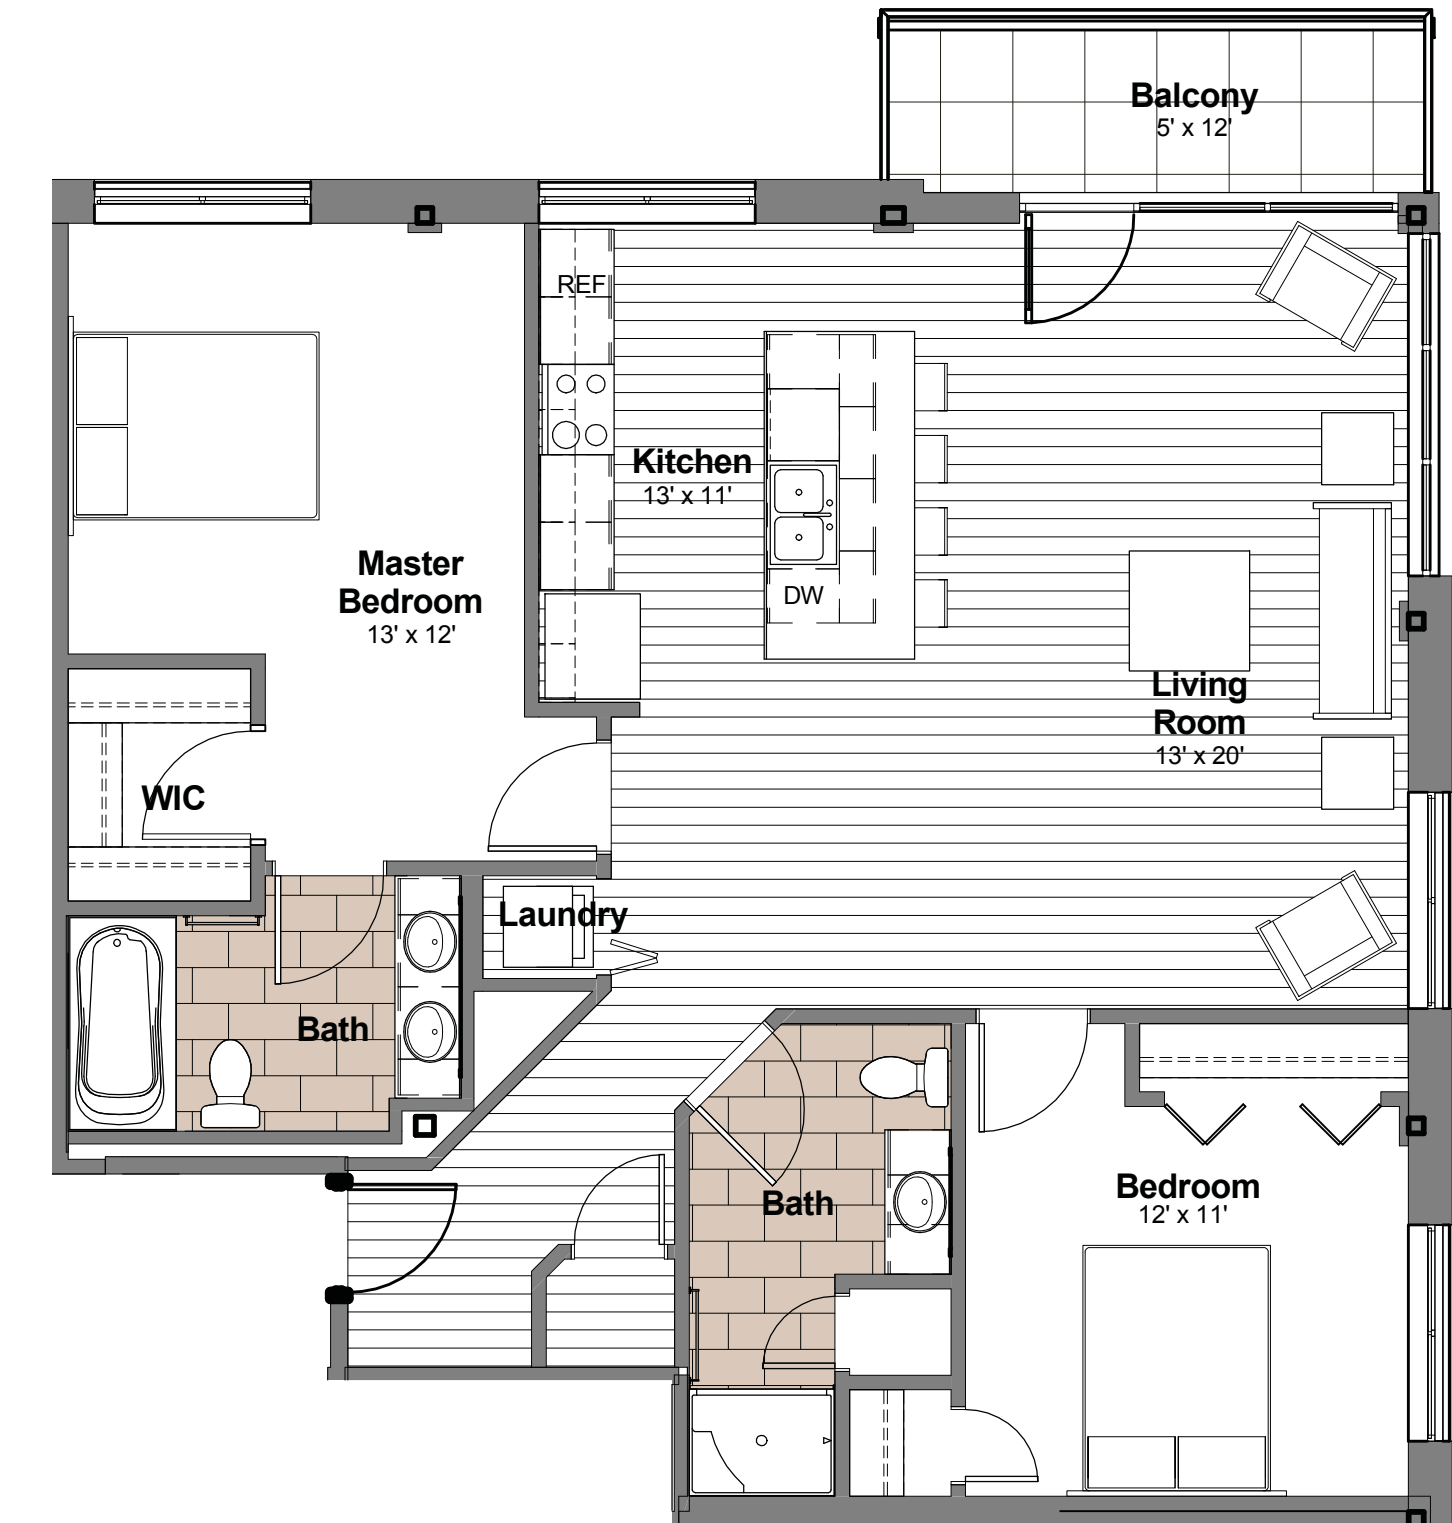 Balcony
5' x 12'
REF
Kitchen
13' x 11'
DW
Master
Bedroom
13' x 12'
Living
Room
13' x 20'
WIC
Laundry
Bath
Bath
Bedroom
12' x 11'